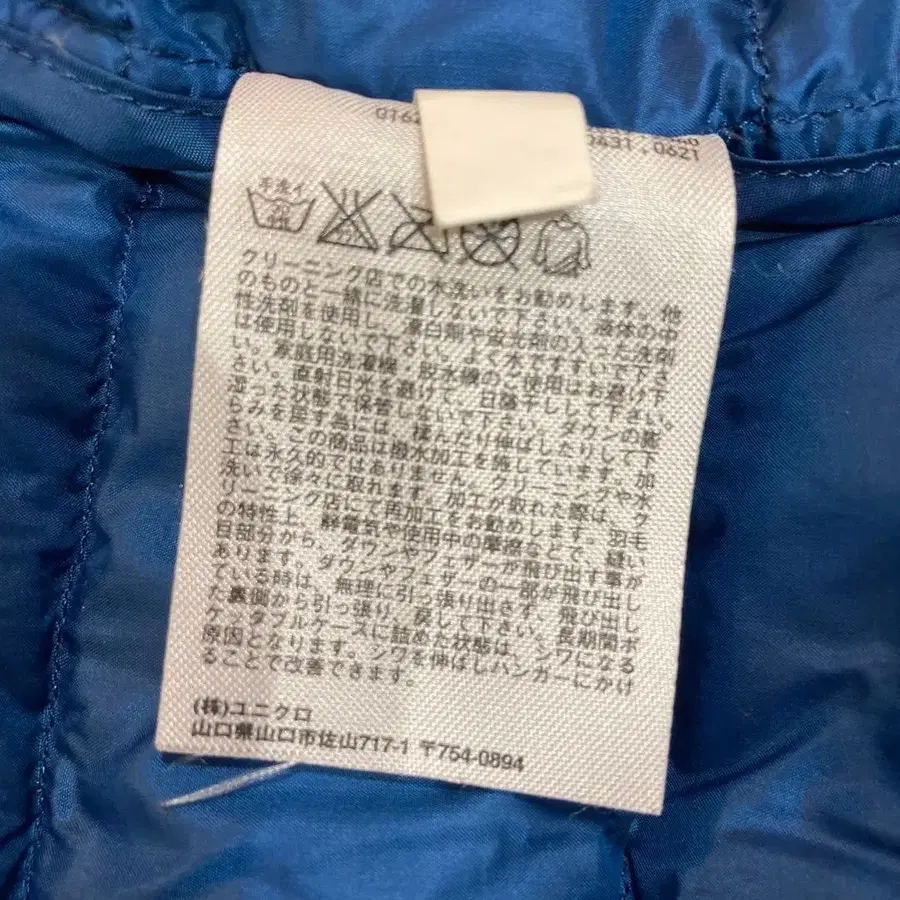 0631,0621
手洗イ
クリーニング店での水洗いをお勧めします。他
のものと一緒に洗濯しないで下さい。液体の中
性洗剤を使用し、漂白剤や蛍光剤の入った洗剤
は使用しないで下さい。よく水ですすいで下さ
い。家庭用洗濯機、脱水機のご使用はお避け下
さい。直射日光を避けて、日陰干しして下さい。
湿った状態で保管しないで下さい。ダウンの膨
らみを戻す為には、揉んだり伸ばしたりして下
さい。この商品は撥水加工を施しています。加
工は永久的ではありません。クリーニングや水
洗いで徐々に取れます。加工が取れた際は、ク
リーニング店にて再加工をお勧めします。羽毛
の特性上、静電気や使用中の摩擦などで、縫い
目部分から、ダウンやフェザーが飛び出す事が
あります。ダウンやフェザーの一部が飛び出し
ている時は、無理に引っ張り出さず、飛び出し
た裏側から引っ張り、戻して下さい。長期間ポ
ケッタブルケースに詰めた状態は、シワになる
原因となります。シワを伸ばしハンガーにかけ
ることで改善できます。
(株)ユニクロ
山口県山口市佐山717-1 〒754-0894